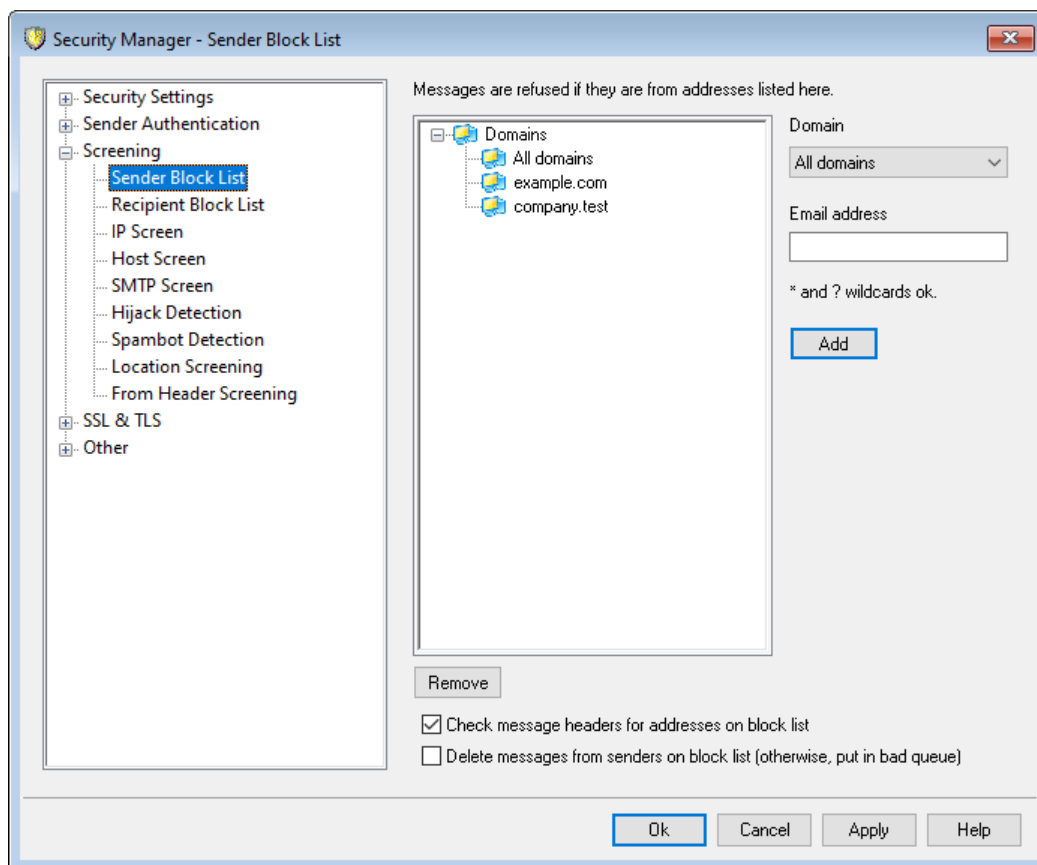 Security Manager - Sender Block List
Security Settings
Sender Authentication
Screening
Sender Block List
Recipient Block List
IP Screen
Host Screen
SMTP Screen
Hijack Detection
Spambot Detection
Location Screening
From Header Screening
SSL & TLS
Other
Messages are refused if they are from addresses listed here.
Domains
All domains
example.com
company.test
Domain
All domains
Email address
* and ? wildcards ok.
Add
Remove
Check message headers for addresses on block list
Delete messages from senders on block list (otherwise, put in bad queue)
Ok
Cancel
Apply
Help